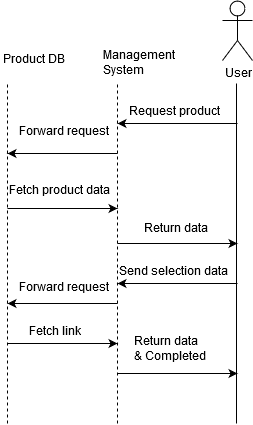 Product DB
Management
System
User
Request product
Forward request
Fetch product data
Return data
Send selection data
Forward request
Fetch link
Return data
& Completed